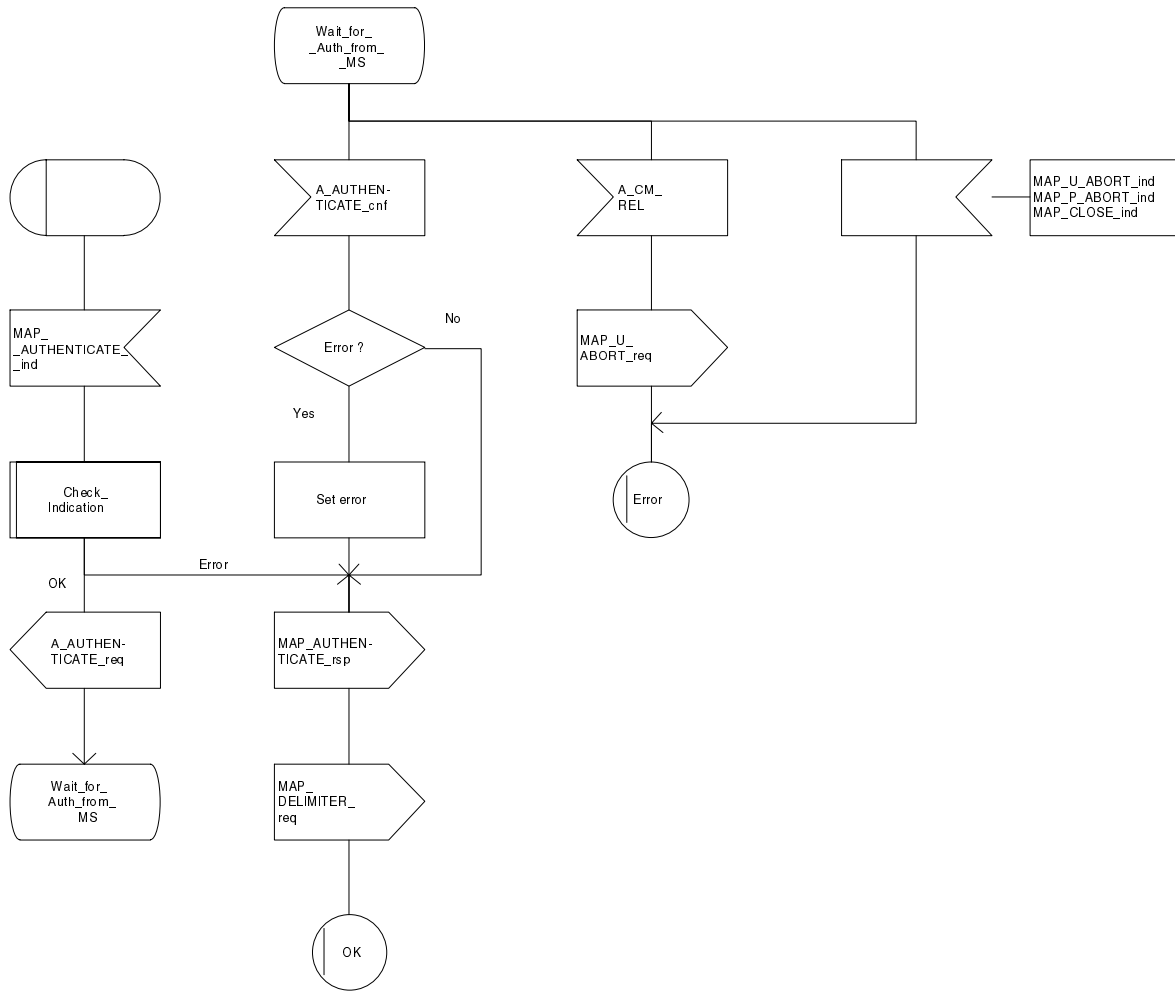 Wait_for_
_Auth_from_
_MS
A_AUTHEN-
TICATE_cnf
A_CM_
REL
MAP_U_ABORT_ind
MAP_P_ABORT_ind
MAP_CLOSE_ind
MAP_
_AUTHENTICATE_
_ind
Error ?
No
Yes
MAP_U_
ABORT_req
Check_
Indication
Set error
Error
Error
OK
A_AUTHEN-
TICATE_req
MAP_AUTHEN-
TICATE_rsp
Wait_for_
Auth_from_
MS
MAP_
DELIMITER_
req
OK